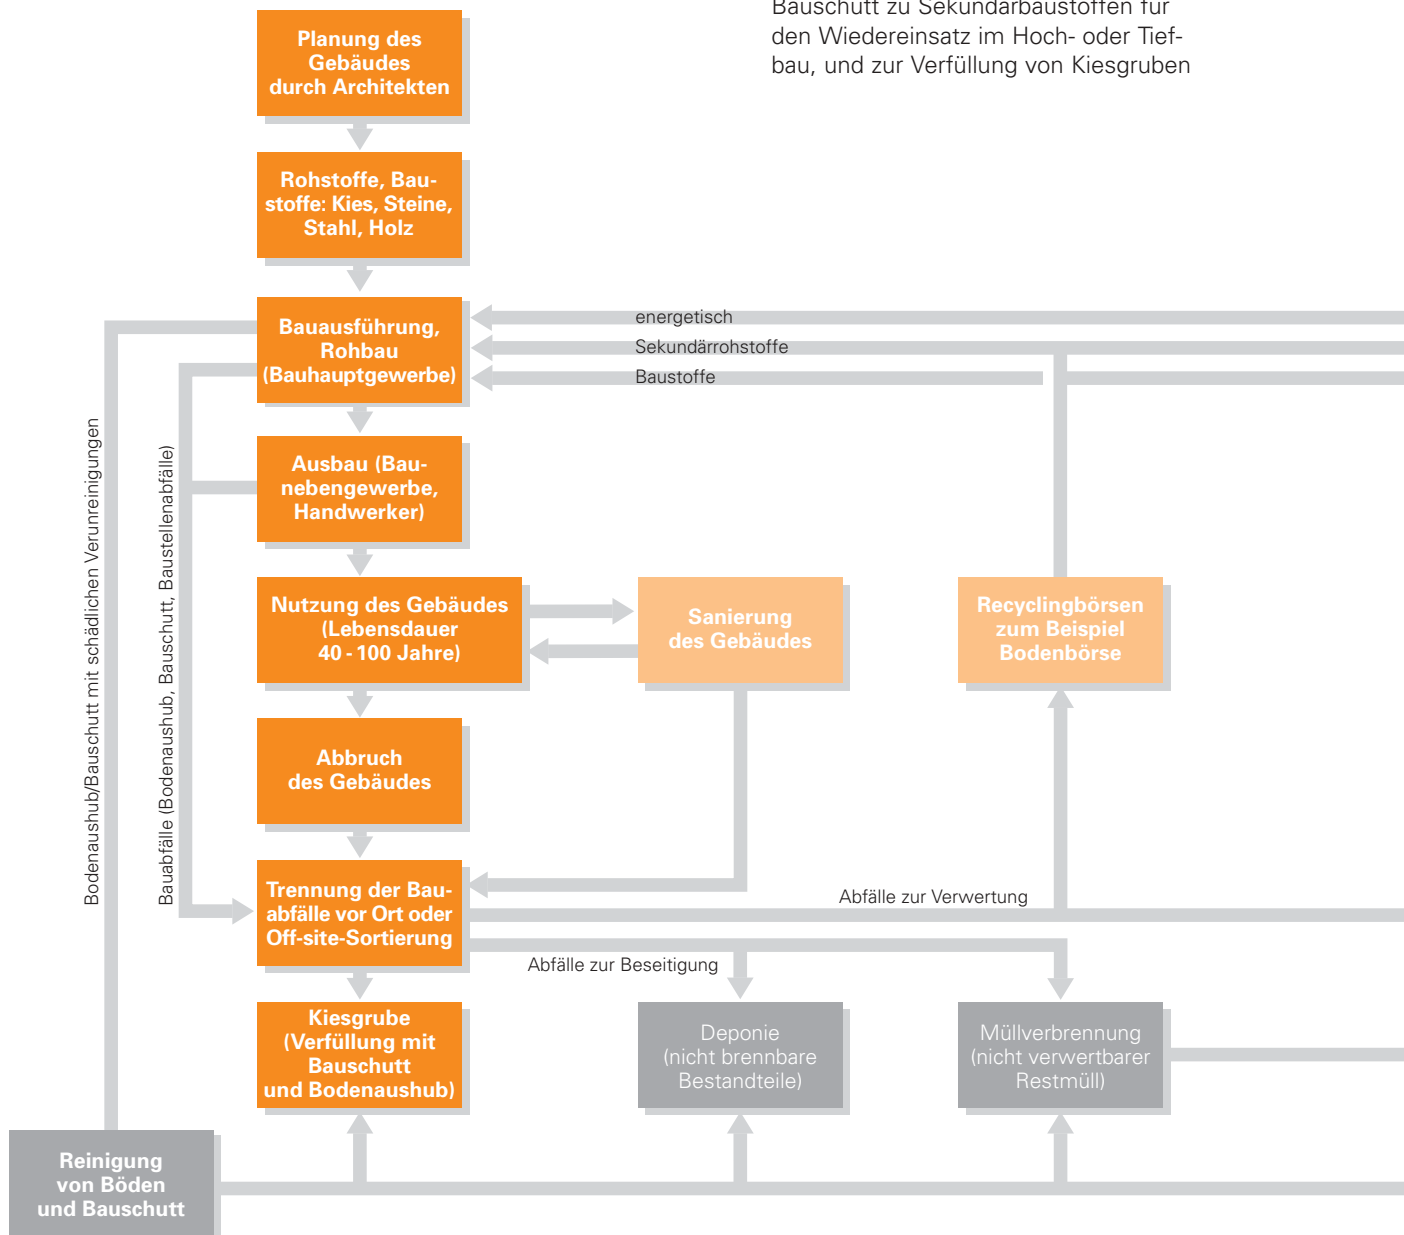 Bauschutt zu Sekundärbaustoffen für
den Wiedereinsatz im Hoch- oder Tief-
bau, und zur Verfüllung von Kiesgruben
Planung des
Gebäudes
durch Architekten
Rohstoffe, Bau-
stoffe: Kies, Steine,
Stahl, Holz
Bauausführung,
Rohbau
(Bauhauptgewerbe)
energetisch
Sekundärrohstoffe
Baustoffe
Ausbau (Bau-
nebengewerbe,
Handwerker)
Bodenaushub/Bauschutt mit schädlichen Verunreinigungen
Bauabfälle (Bodenaushub, Bauschutt, Baustellenabfälle)
Nutzung des Gebäudes
(Lebensdauer
40 - 100 Jahre)
Sanierung
des Gebäudes
Recyclingbörsen
zum Beispiel
Bodenbörse
Abbruch
des Gebäudes
Trennung der Bau-
abfälle vor Ort oder
Off-site-Sortierung
Abfälle zur Verwertung
Abfälle zur Beseitigung
Kiesgrube
(Verfüllung mit
Bauschutt
und Bodenaushub)
Deponie
(nicht brennbare
Bestandteile)
Müllverbrennung
(nicht verwertbarer
Restmüll)
Reinigung
von Böden
und Bauschutt